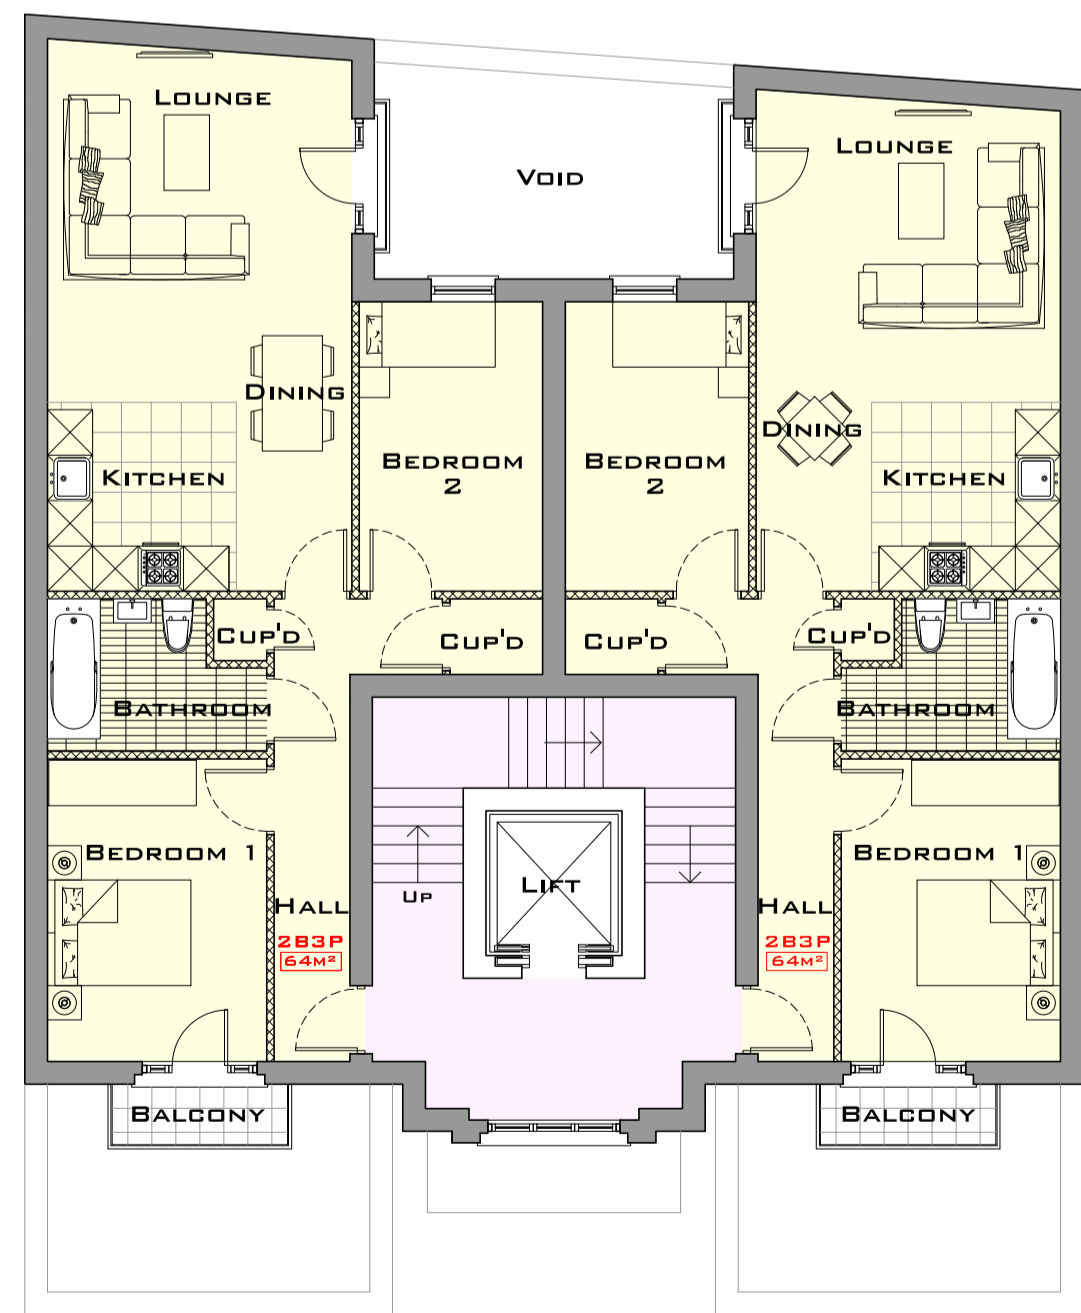 LOUNGE
LOUNGE
VOID
DINING
DINING
BEDROOM
2
BEDROOM
2
KITCHEN
KITCHEN
CUP'D
CUP'D
CUP'D
CUP'D
BATHROOM
BATHROOM
BEDROOM 1
BEDROOM 1
LIFT
UP
HALL
2B3P
64M²
HALL
2B3P
64M²
BALCONY
BALCONY